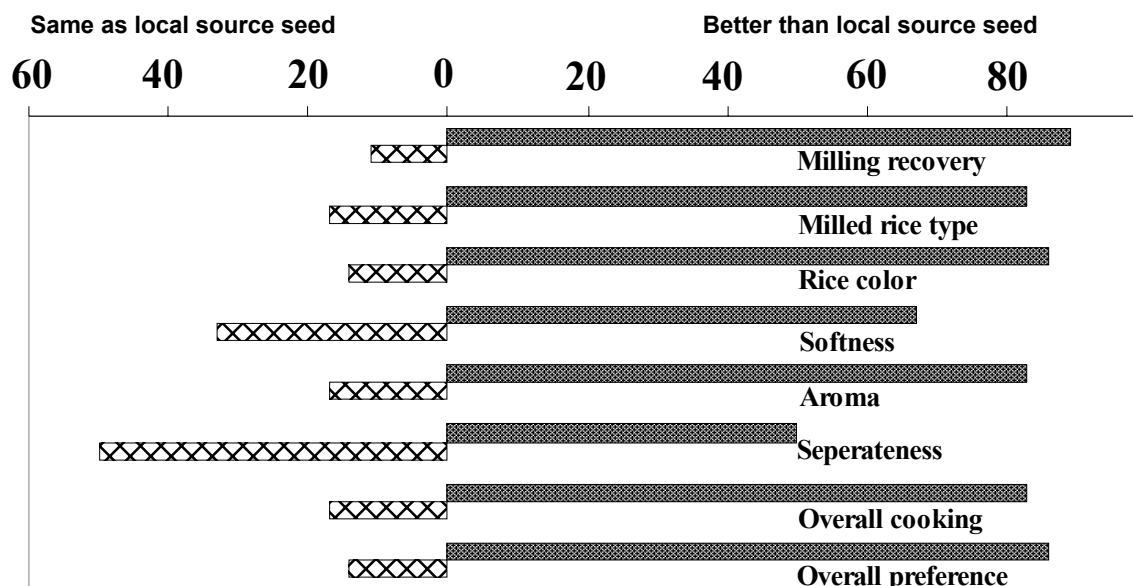 Same as local source seed Better than local source seed
60 40 20 0 20 40 60 80
Milling recovery
Milled rice type
Rice color
Softness
Aroma
Seperateness
Overall cooking
Overall preference